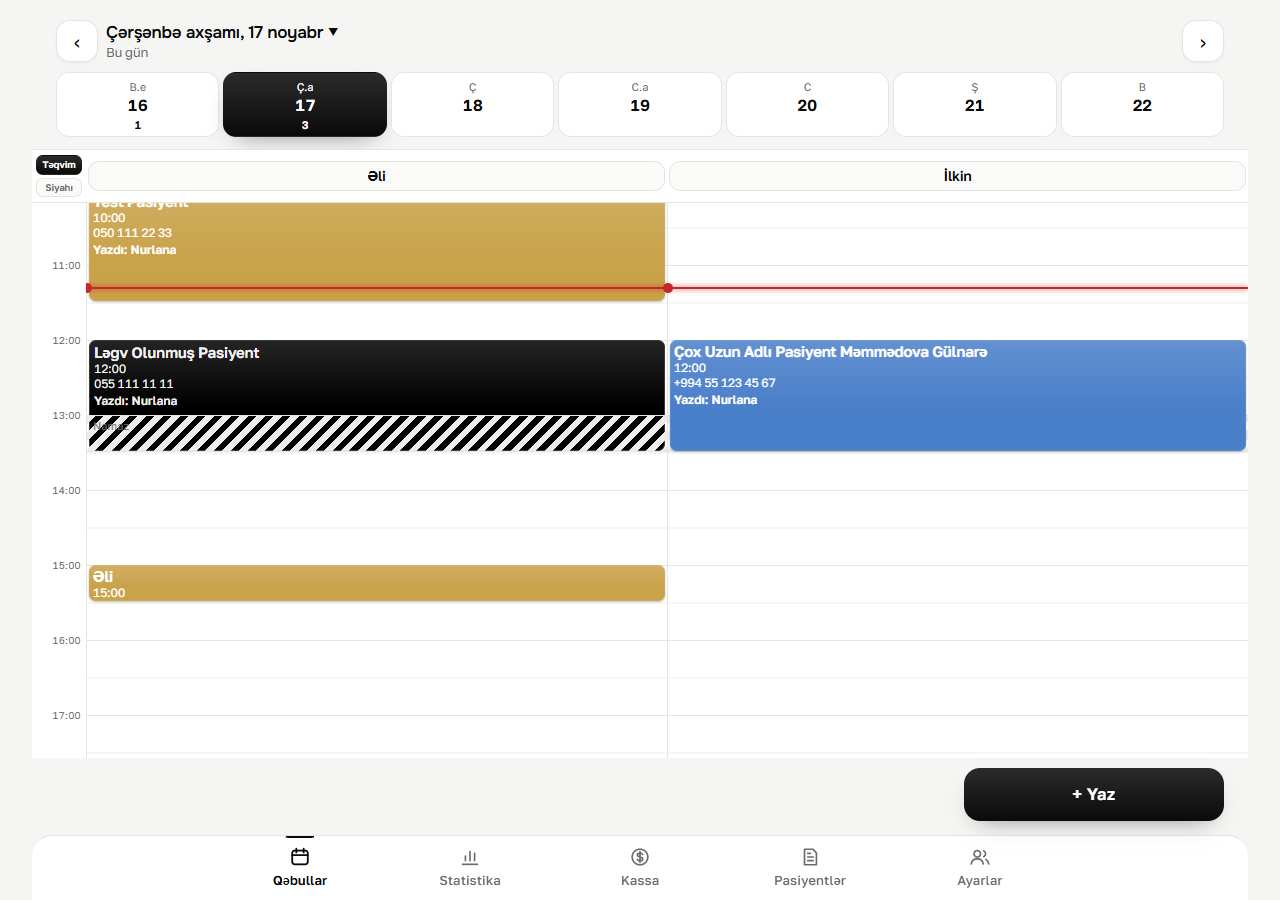 ‹
Çərşənbə axşamı, 17 noyabr ▼
Bu gün
›
B.e
16
1
Ç.a
17
3
Ç
18
C.a
19
C
20
Ş
21
B
22
Təqvim
Siyahı
Əli
İlkin
Test Pasiyent
10:00
050 111 22 33
Yazdı: Nurlana
11:00
12:00
Ləgv Olunmuş Pasiyent
12:00
055 111 11 11
Yazdı: Nurlana
Çox Uzun Adlı Pasiyent Məmmədova Gülnarə
12:00
+994 55 123 45 67
Yazdı: Nurlana
13:00
Namaz
14:00
15:00
Əli
15:00
16:00
17:00
+ Yaz
Qəbullar
Statistika
Kassa
Pasiyentlər
Ayarlar